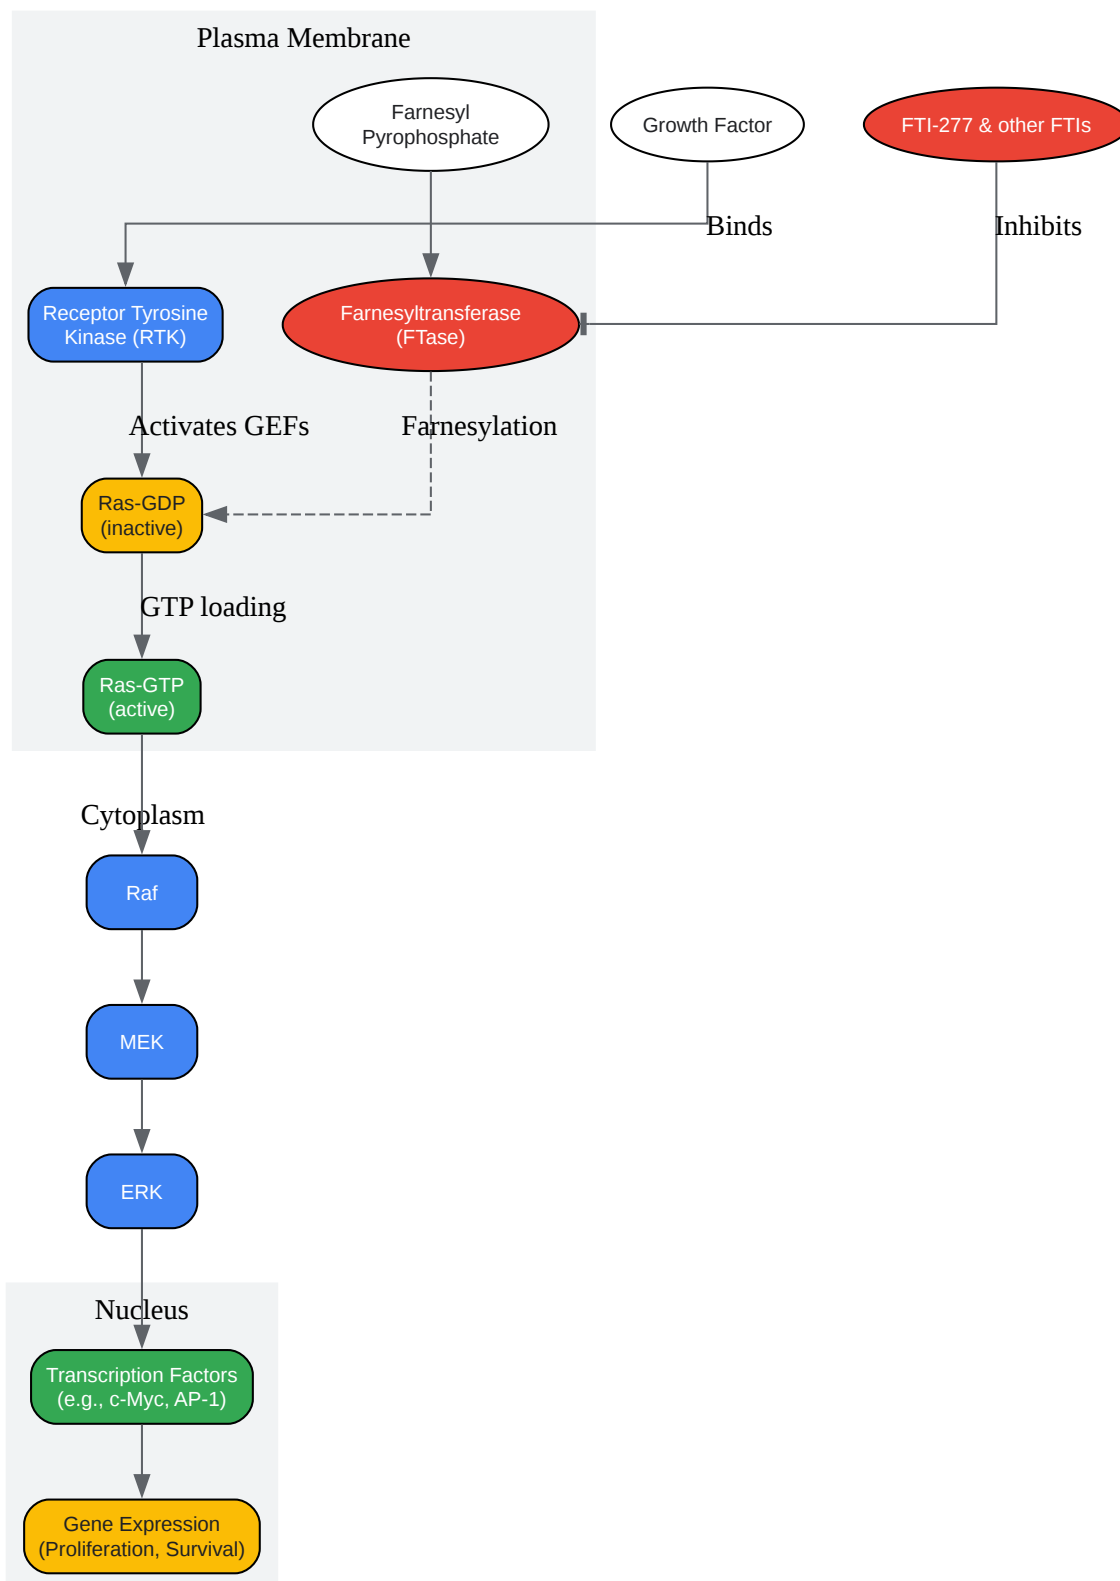 Plasma Membrane
Farnesyl
Pyrophosphate
Growth Factor
FTI-277 & other FTIs
Binds
Inhibits
Receptor Tyrosine
Kinase (RTK)
Farnesyltransferase
(FTase)
Activates GEFs
Farnesylation
Ras-GDP
(inactive)
GTP loading
Ras-GTP
(active)
Cytoplasm
Raf
MEK
ERK
Nucleus
Transcription Factors
(e.g., c-Myc, AP-1)
Gene Expression
(Proliferation, Survival)